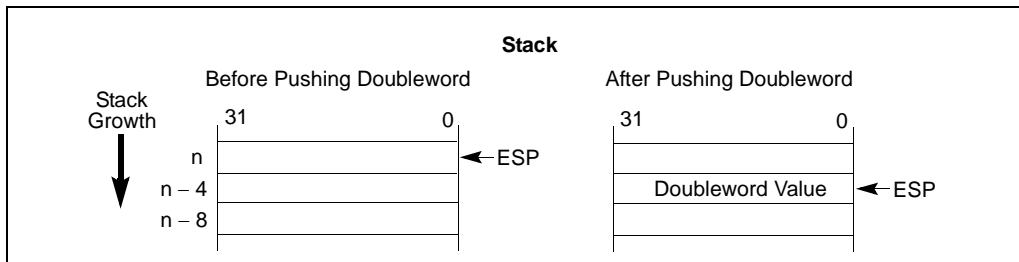 Stack
Before Pushing Doubleword
After Pushing Doubleword
Stack
Growth
31 0
31 0
n
ESP
n – 4
Doubleword Value
ESP
n – 8